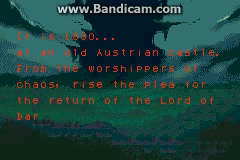 www.Bandicam.com
It is 1830...
at an old Austrian castle.
From the worshippers of
chaos, rise the plea for
the return of the Lord of
Dar